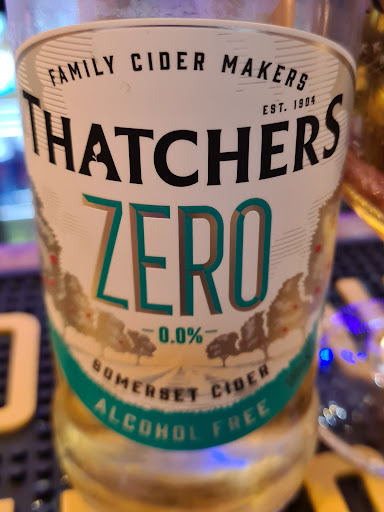 FAMILY CIDER MAKERS
EST. 1904
THATCHERS
ZERO
-0.0%-
SOMERSET CIDER
ALCOHOL FREE